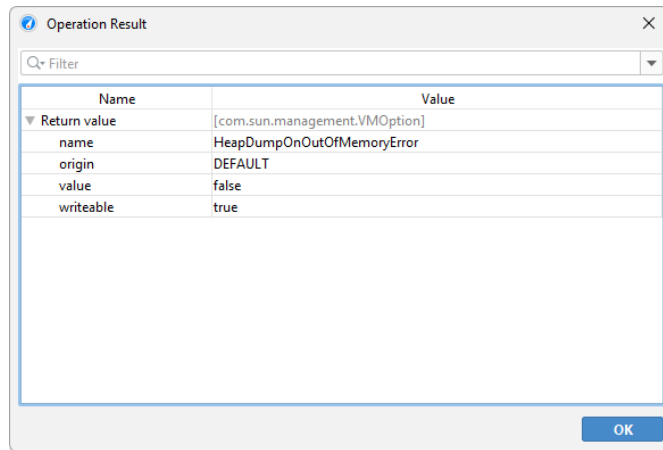 Operation Result
Filter
Name Value
Return value [com.sun.management.VMOption]
name HeapDumpOnOutOfMemoryError
origin DEFAULT
value false
writeable true
OK